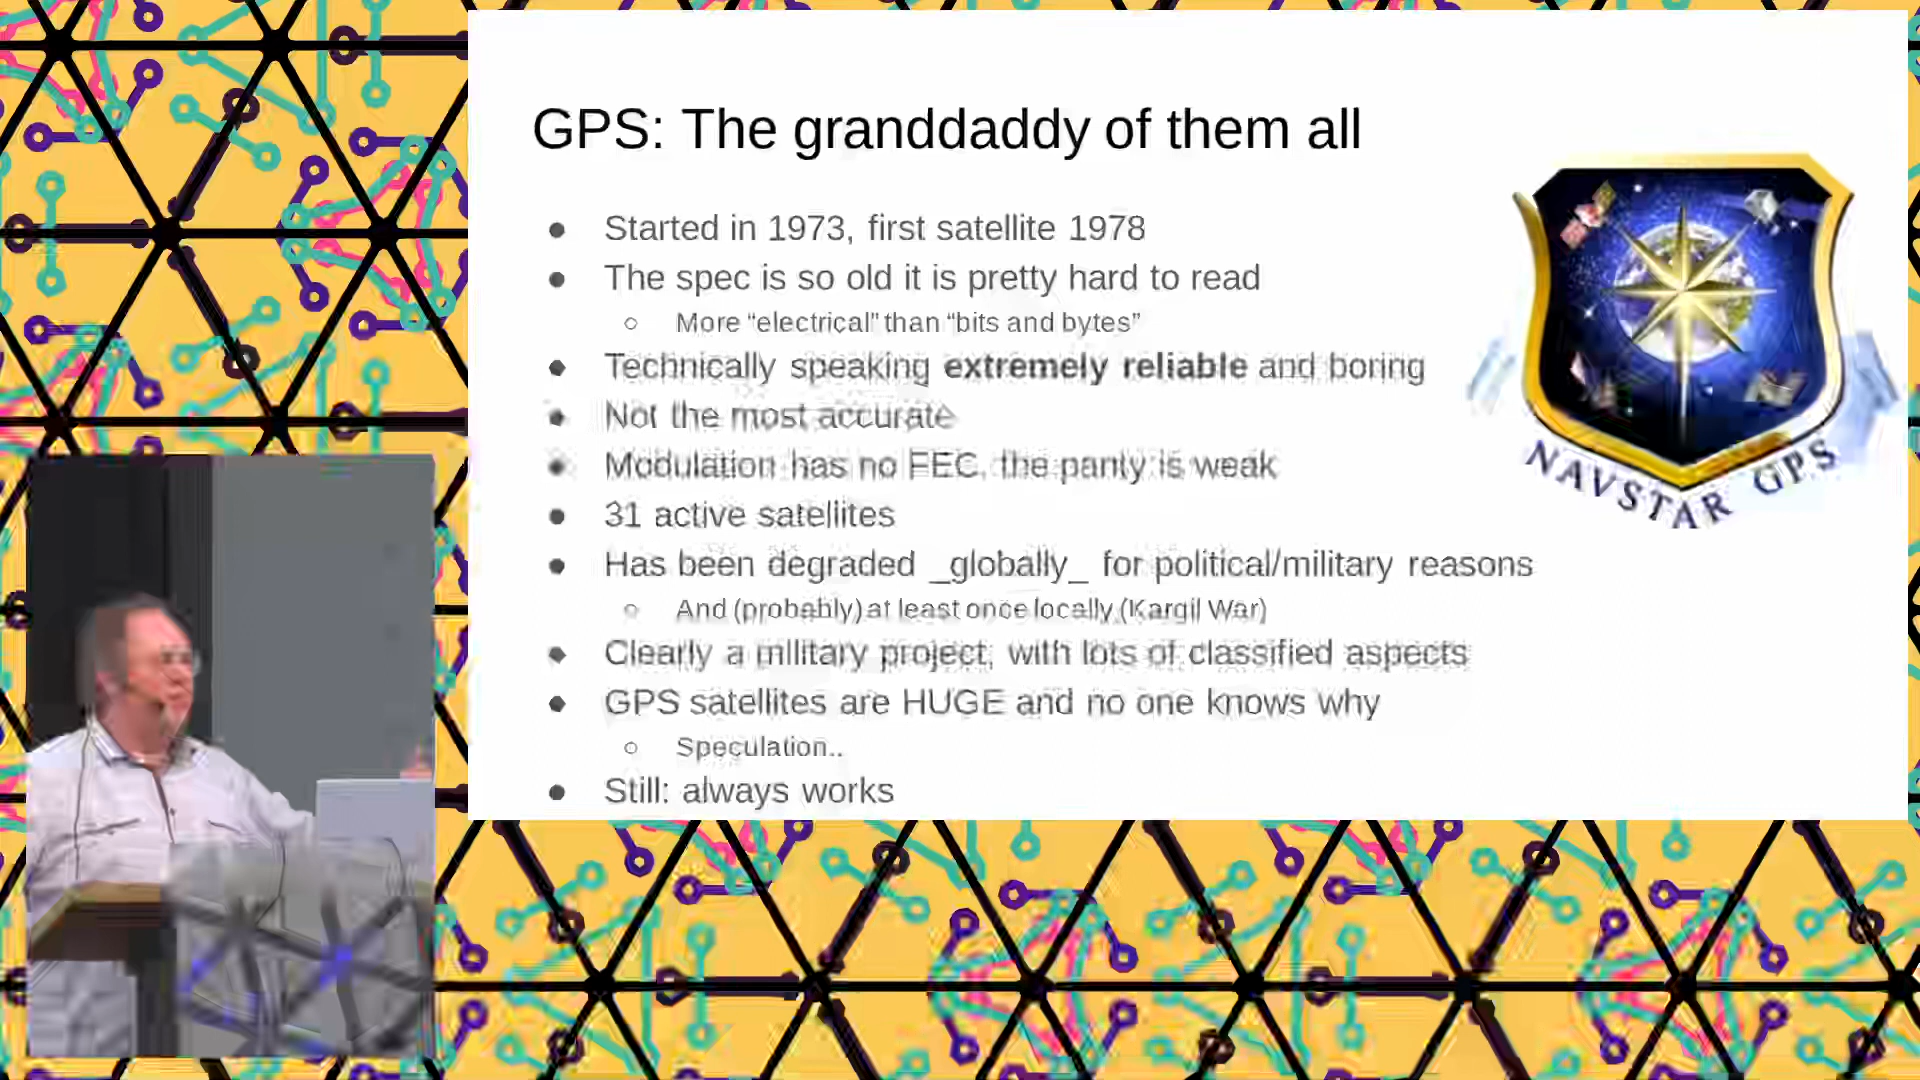 GPS: The granddaddy of them all
● Started in 1973, first satellite 1978
● The spec is so old it is pretty hard to read
○ More “electrical” than “bits and bytes”
● Technically speaking extremely reliable and boring
● Not the most accurate
● Modulation has no FEC, the parity is weak
● 31 active satellites
● Has been degraded _globally_ for political/military reasons
○ And (probably) at least once locally (Kargil War)
● Clearly a military project, with lots of classified aspects
● GPS satellites are HUGE and no one knows why
○ Speculation..
● Still: always works
NAVSTAR GPS